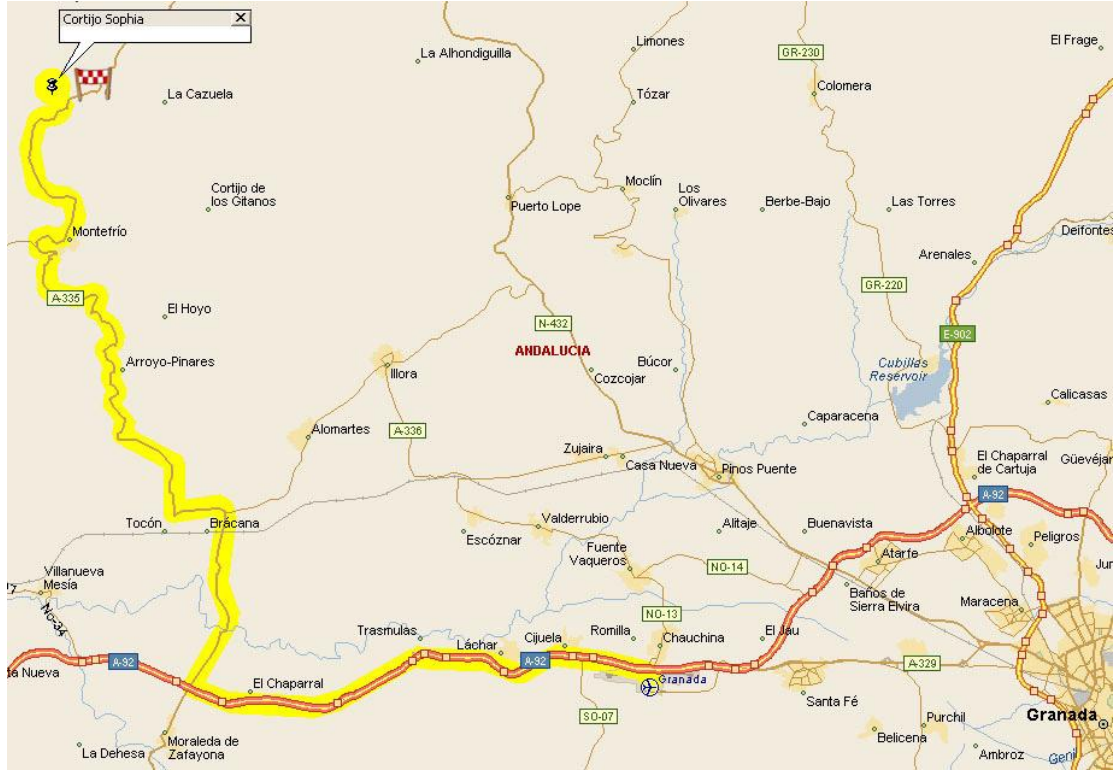 Cortijo Sophia
La Alhondiguilla
Limones
El Frage
GR-230
La Cazuela
Tózar
Colomera
Cortijo de
los Gitanos
Moclín
Los
Olivares
Puerto Lope
Berbe-Bajo
Las Torres
Deifontes
Montefrío
Arenales
A-335
GR-220
El Hoyo
N-432
E-902
ANDALUCIA
Arroyo-Pinares
Illora
Cozcojar
Búcor
Cubillas
Reservoir
Calicasas
Alomartes
A-336
Caparacena
Zujaira
Casa Nueva
Pinos Puente
El Chaparral
de Cartuja
Güevéjar
A-92
Tocón
Brácana
Escóznar
Valderrubio
Alitaje
Buenavista
Albolote
Peligros
Fuente
Vaqueros
Atarfe
NO-14
Villanueva
Mesía
Baños de
Sierra Elvira
Maracena
No-34
NO-13
Trasmulas
Láchar
Cijuela
Romilla
Chauchina
El Jau
A-92
A-92
A-329
ta Nueva
El Chaparral
Granada
Santa Fé
SO-07
Granada
Moraleda de
Zafayona
La Dehesa
Belicena
Purchil
Ambroz
Geni